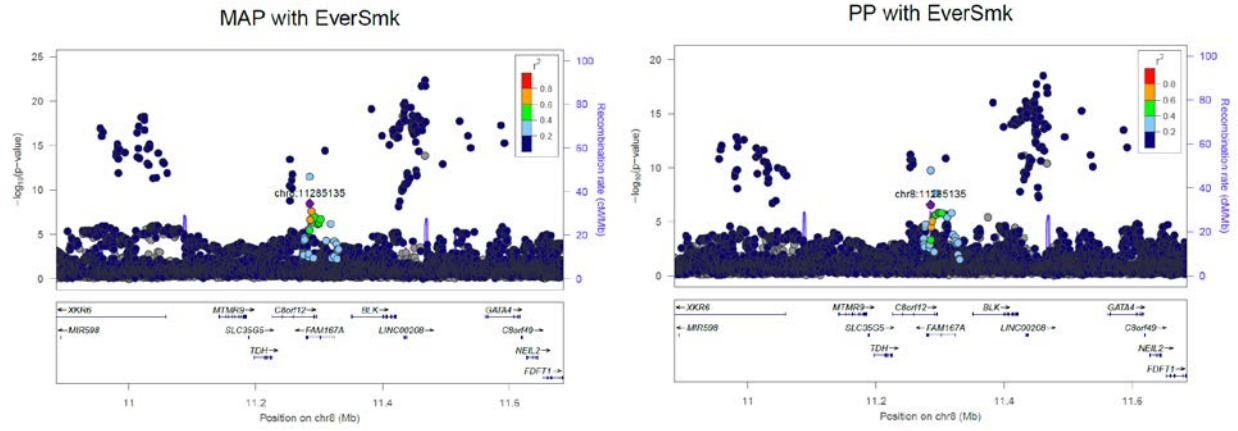 MAP with EverSmk
25
20
15
10
5
0
−log10(p-value)
r2
0.8
0.6
0.4
0.2
100
80
60
40
20
0
Recombination rate (cM/Mb)
chr8:11285135
←XKR6
MTMR9→
C8orf12→
BLK→
GATA4→
←MIR598
SLC35G5→
←FAM167A
LINC00208→
C8orf49→
TDH→
NEIL2→
FDFT1→
11
11.2
11.4
11.6
Position on chr8 (Mb)
PP with EverSmk
20
15
10
5
0
−log10(p-value)
r2
0.8
0.6
0.4
0.2
100
80
60
40
20
0
Recombination rate (cM/Mb)
chr8:11285135
←XKR6
MTMR9→
C8orf12→
BLK→
GATA4→
←MIR598
SLC35G5→
←FAM167A
LINC00208→
C8orf49→
TDH→
NEIL2→
FDFT1→
11
11.2
11.4
11.6
Position on chr8 (Mb)